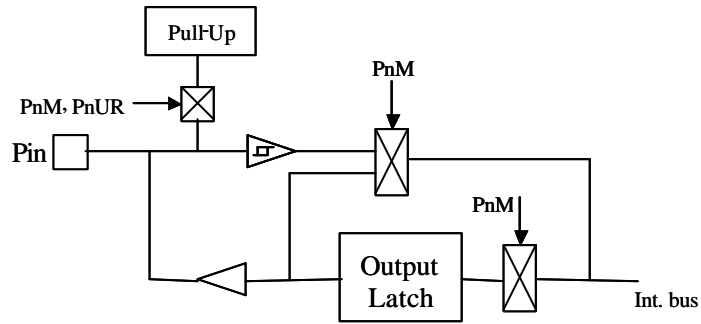 Pull-Up
PnM
PnM, PnUR
Pin
PnM
Output
Latch
Int. bus